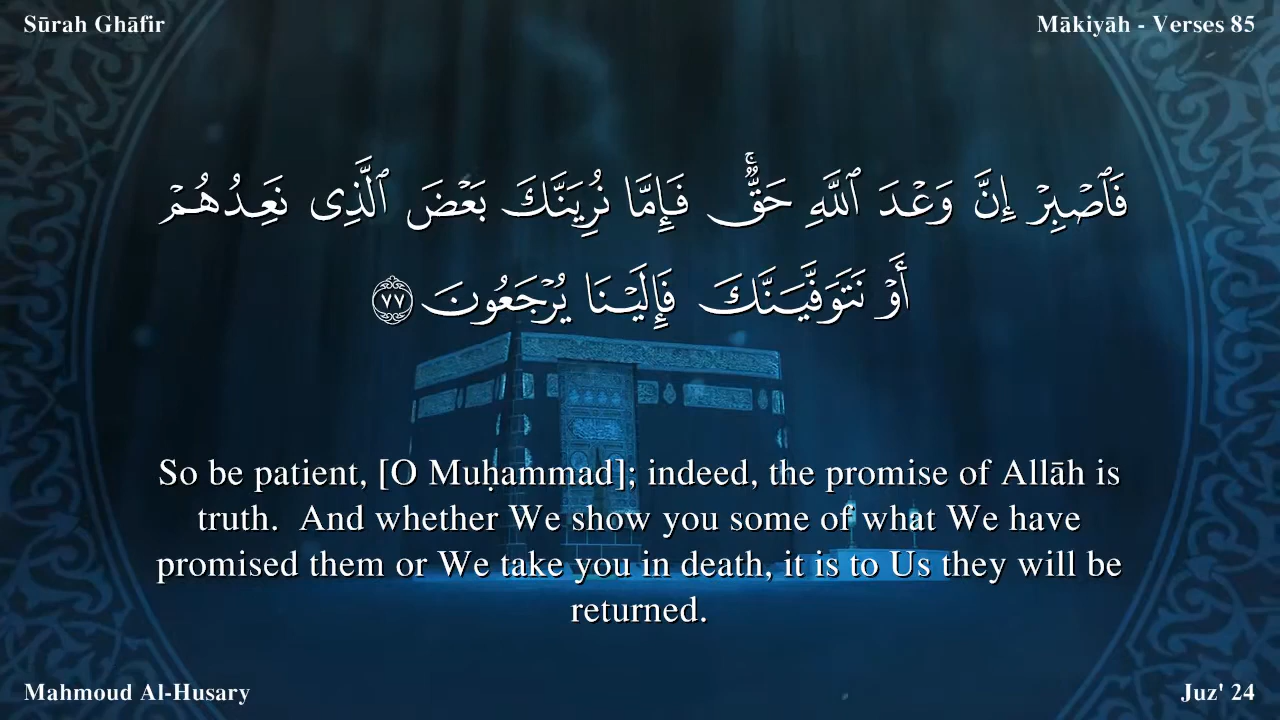 Sūrah Ghāfir
Mākiyāh - Verses 85
فَٱصْبِرْ إِنَّ وَعْدَ ٱللَّهِ حَقٌّۚ فَإِمَّا نُرِيَنَّكَ بَعْضَ ٱلَّذِى نَعِدُهُمْ
أَوْ نَتَوَفَّيَنَّكَ فَإِلَيْنَا يُرْجَعُونَ ٧٧
So be patient, [O Muḥammad]; indeed, the promise of Allāh is
truth.  And whether We show you some of what We have
promised them or We take you in death, it is to Us they will be
returned.
Mahmoud Al-Husary
Juz' 24